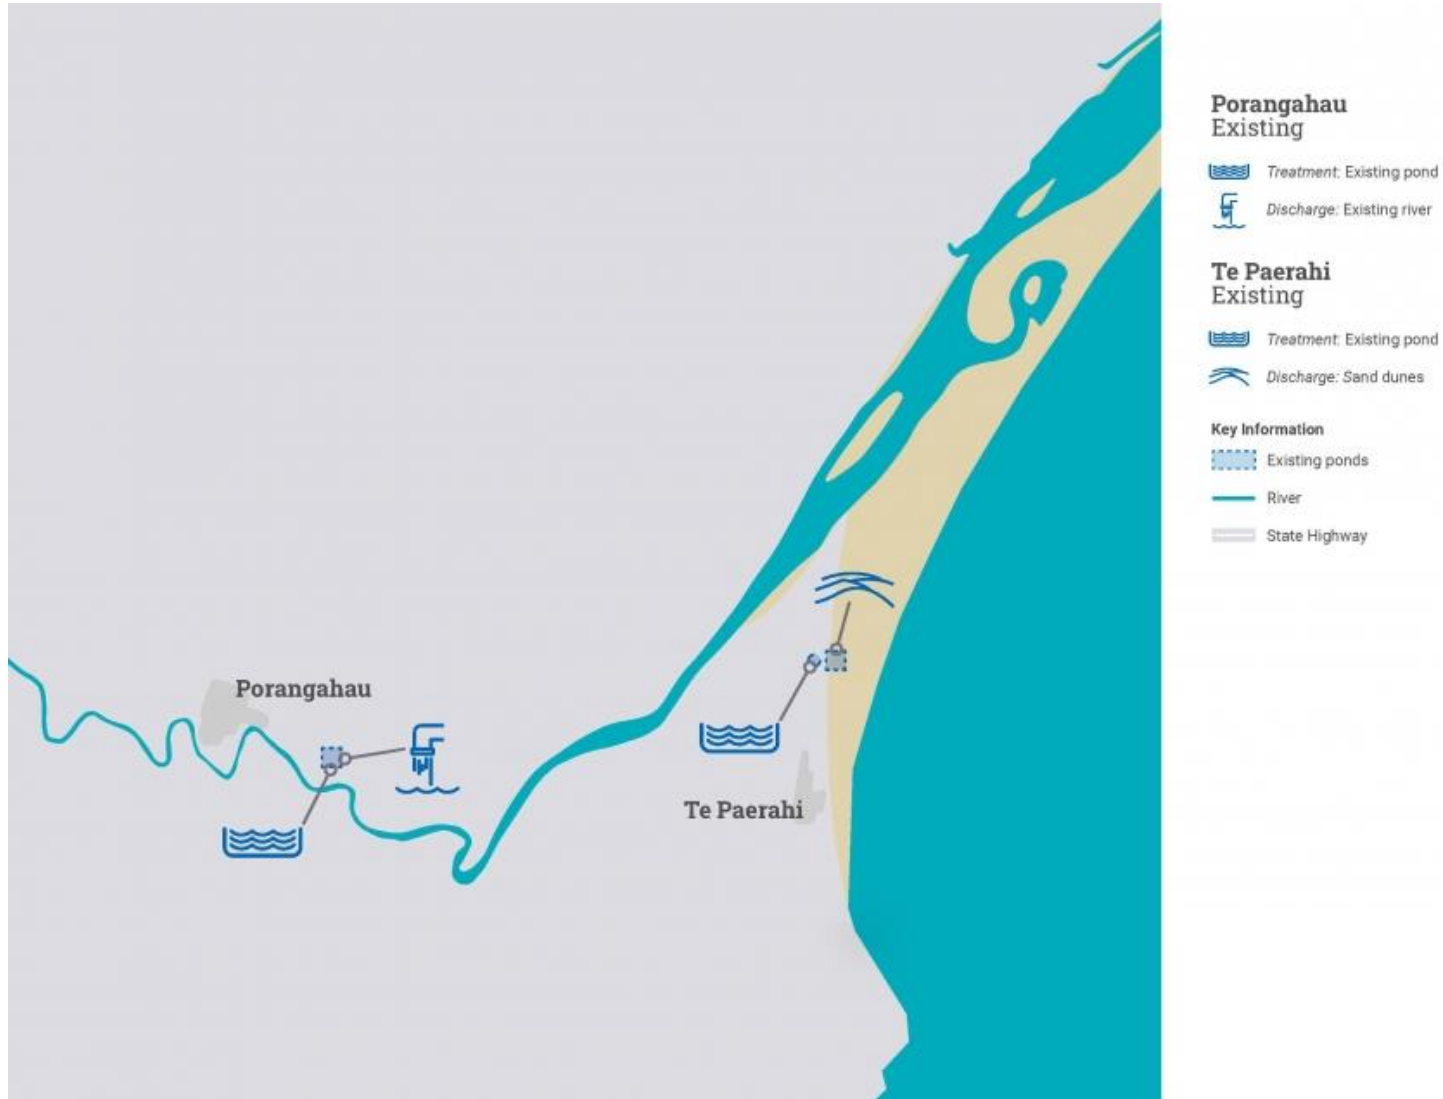 Porangahau
Existing
Treatment: Existing pond
Discharge: Existing river
Te Paerahi
Existing
Treatment: Existing pond
Discharge: Sand dunes
Key Information
Existing ponds
River
State Highway
Porangahau
Te Paerahi